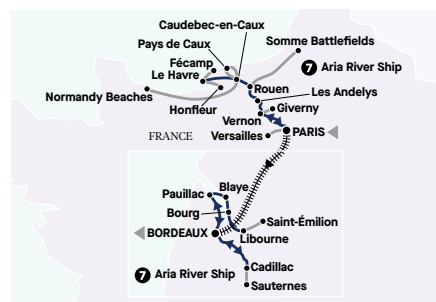 Caudebec-en-Caux
Pays de Caux
Somme Battlefields
Fécamp
7 Aria River Ship
Le Havre
Rouen
Les Andelys
Normandy Beaches
Honfleur
Giverny
Vernon
FRANCE
Versailles
PARIS
Blaye
Pauillac
Bourg
Saint-Émilion
BORDEAUX
Libourne
7 Aria River Ship
Cadillac
Sauternes